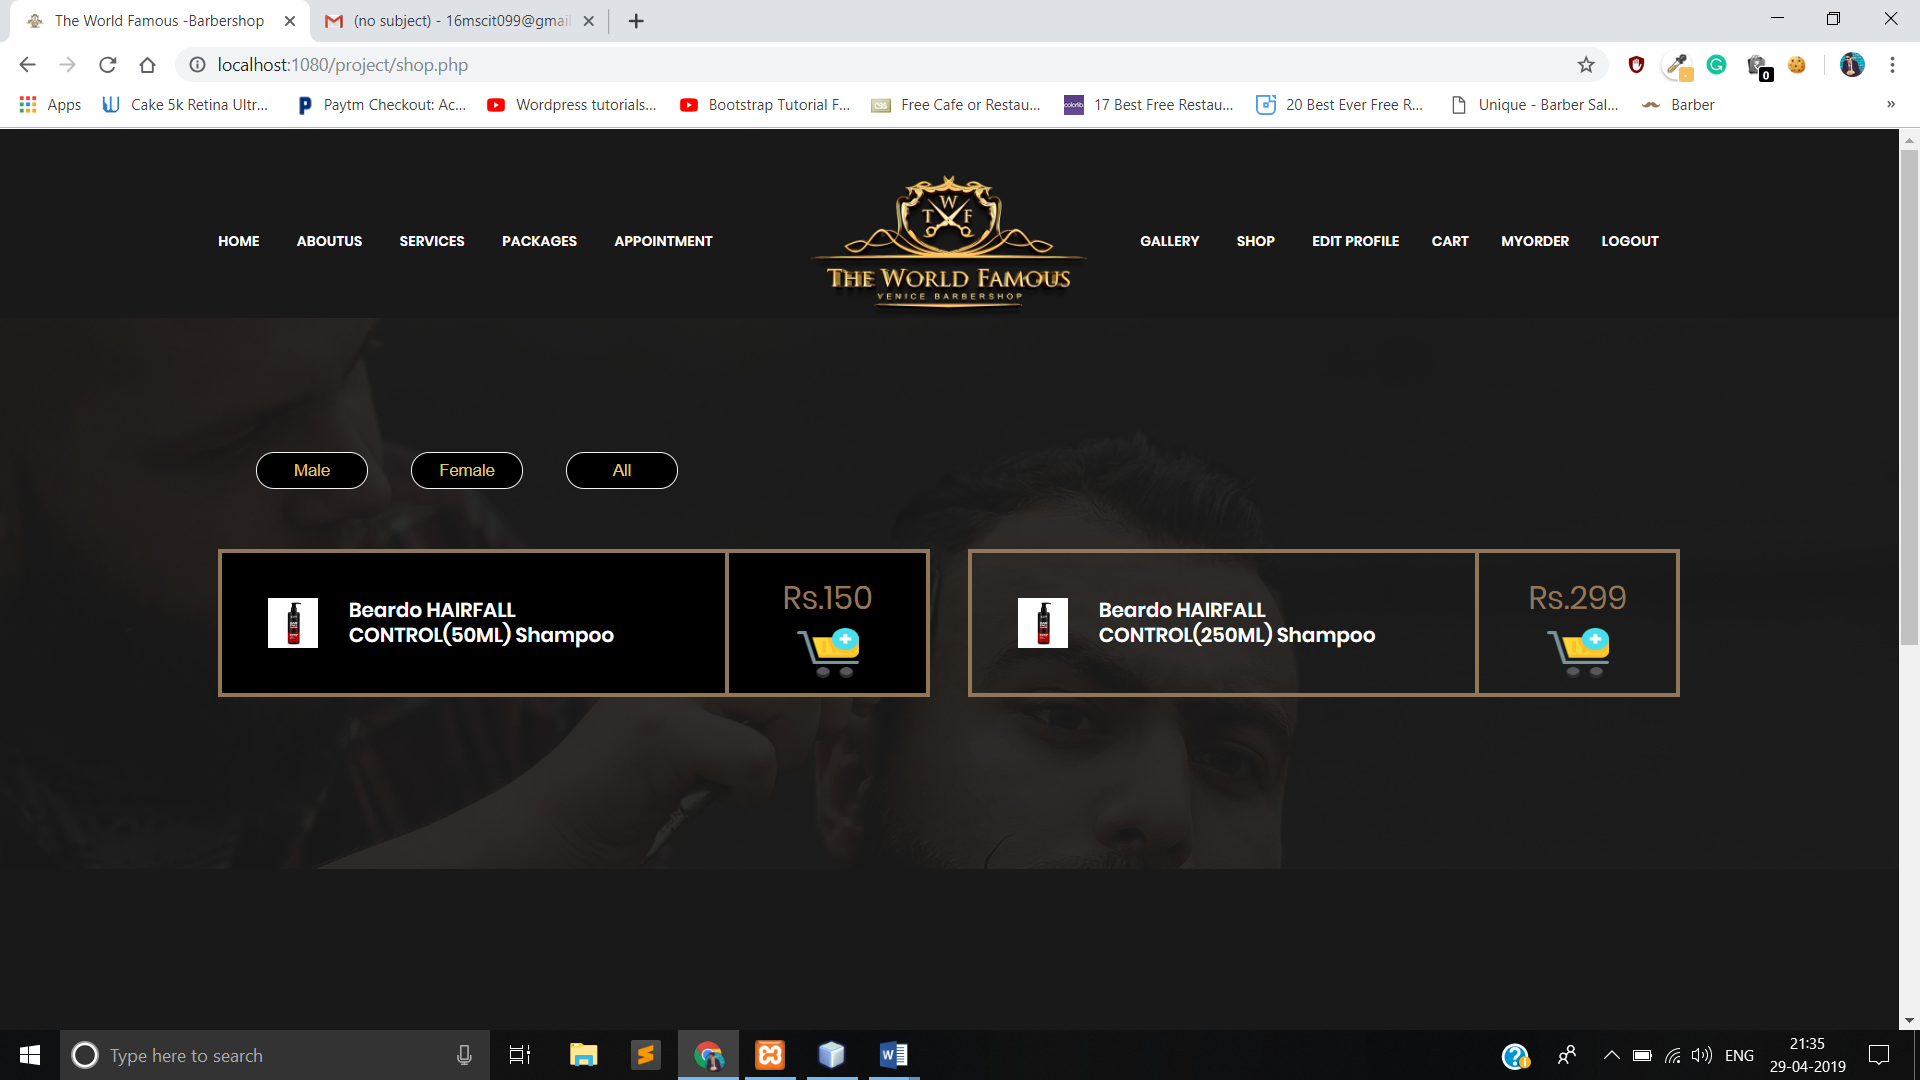 The World Famous -Barbershop
(no subject) - 16mscit099@gmail
localhost:1080/project/shop.php
0
Apps
Cake 5k Retina Ultr...
Paytm Checkout: Ac...
Wordpress tutorials...
Bootstrap Tutorial F...
CSS
Free Cafe or Restau...
colorlib
17 Best Free Restau...
20 Best Ever Free R...
Unique - Barber Sal...
Barber
»
HOME ABOUTUS SERVICES PACKAGES APPOINTMENT
T W F
THE WORLD FAMOUS
VENICE BARBERSHOP
GALLERY SHOP EDIT PROFILE CART MYORDER LOGOUT
Male Female All
Beardo HAIRFALL
CONTROL(50ML) Shampoo
Rs.150
Beardo HAIRFALL
CONTROL(250ML) Shampoo
Rs.299
Type here to search
ENG
21:35
29-04-2019